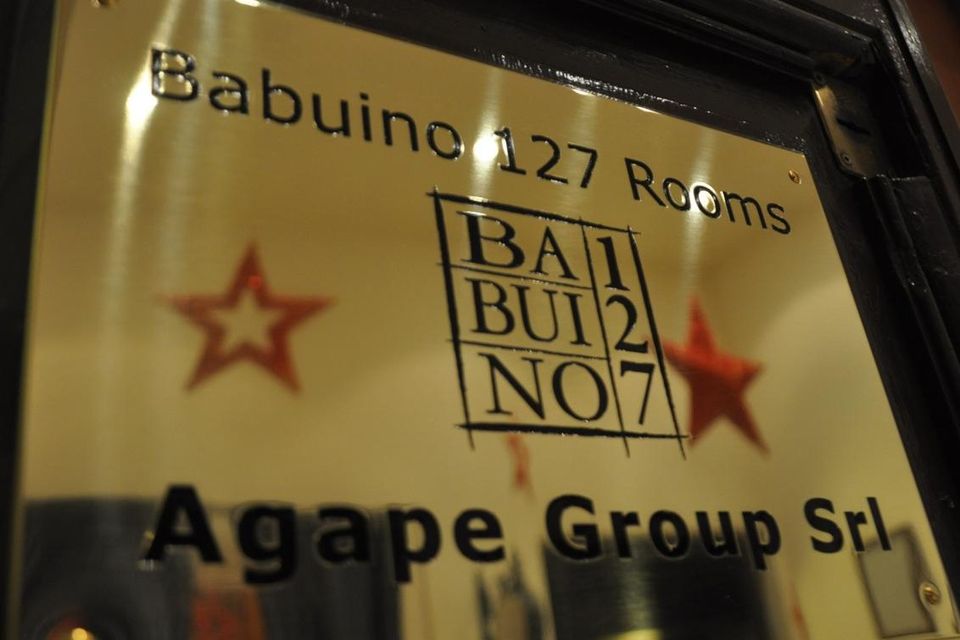 Babuino 127 Rooms
BA 1
BUI 2
NO 7
Agape Group Srl